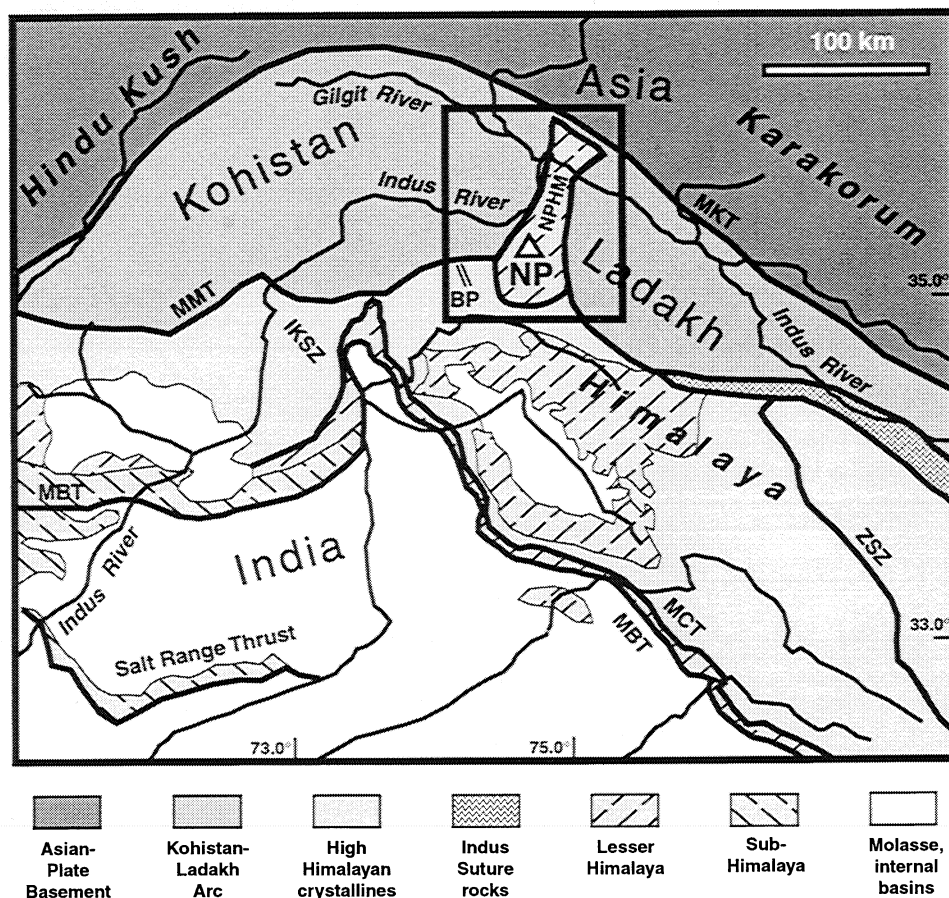 100 km
Asia
Hindu Kush
Gilgit River
Karakorum
Kohistan
Indus River
NPHM
MKT
NP
Ladakh
35.0°
BP
MMT
IKSZ
Indus River
Himalaya
MBT
ZSZ
India
Indus River
MCT
MBT
33.0°
Salt Range Thrust
73.0°
75.0°
Asian-
Plate
Basement
Kohistan-
Ladakh
Arc
High
Himalayan
crystallines
Indus
Suture
rocks
Lesser
Himalaya
Sub-
Himalaya
Molasse,
internal
basins